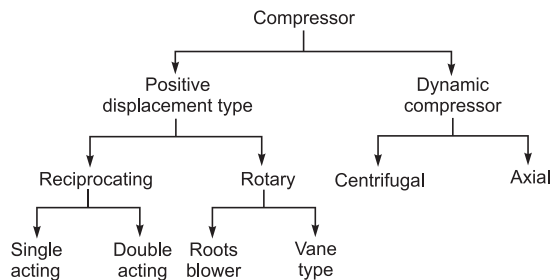 Compressor
Positive
displacement type
Dynamic
compressor
Reciprocating
Rotary
Centrifugal
Axial
Single
acting
Double
acting
Roots
blower
Vane
type